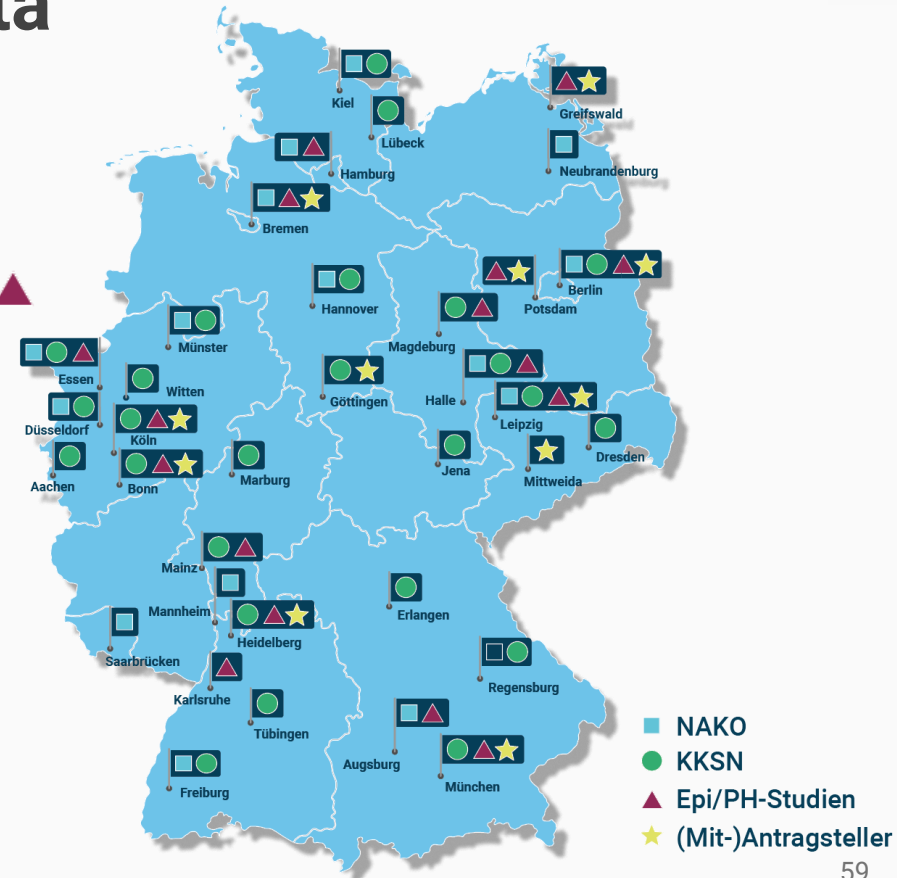 ta
Kiel
Greifswald
Lübeck
Hamburg
Neubrandenburg
Bremen
Berlin
Hannover
Potsdam
Münster
Magdeburg
Essen
Witten
Göttingen
Halle
Düsseldorf
Köln
Leipzig
Dresden
Aachen
Bonn
Marburg
Jena
Mittweida
Mainz
Mannheim
Erlangen
Heidelberg
Saarbrücken
Karlsruhe
Regensburg
Tübingen
Augsburg
München
Freiburg
NAKO
KKSN
Epi/PH-Studien
(Mit-)Antragsteller
59